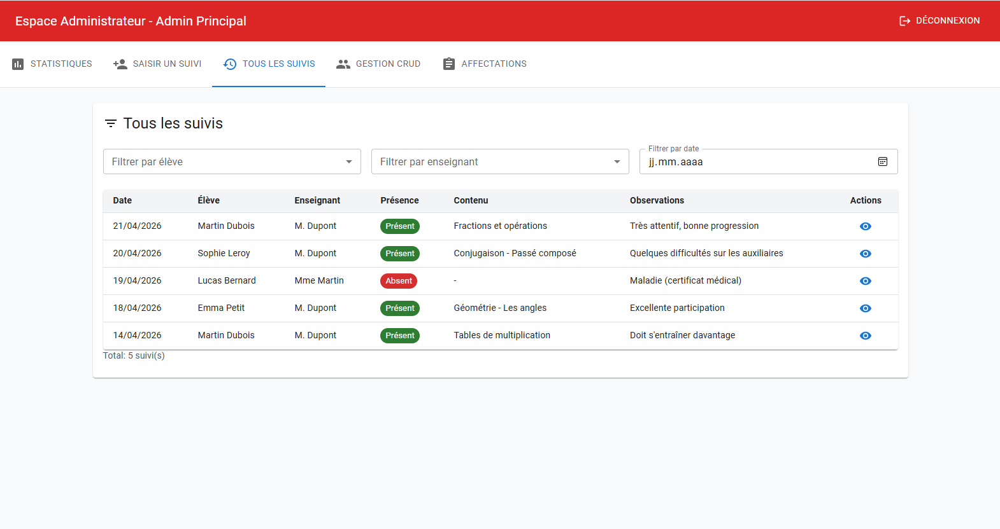 Espace Administrateur - Admin Principal
DÉCONNEXION
STATISTIQUES
SAISIR UN SUIVI
TOUS LES SUIVIS
GESTION CRUD
AFFECTATIONS
Tous les suivis
Filtrer par élève
Filtrer par enseignant
Filtrer par date
jj.mm.aaaa
Date Élève Enseignant Présence Contenu Observations Actions
21/04/2026 Martin Dubois M. Dupont Présent Fractions et opérations Très attentif, bonne progression
20/04/2026 Sophie Leroy M. Dupont Présent Conjugaison - Passé composé Quelques difficultés sur les auxiliaires
19/04/2026 Lucas Bernard Mme Martin Absent - Maladie (certificat médical)
18/04/2026 Emma Petit M. Dupont Présent Géométrie - Les angles Excellente participation
14/04/2026 Martin Dubois M. Dupont Présent Tables de multiplication Doit s'entraîner davantage
Total: 5 suivi(s)